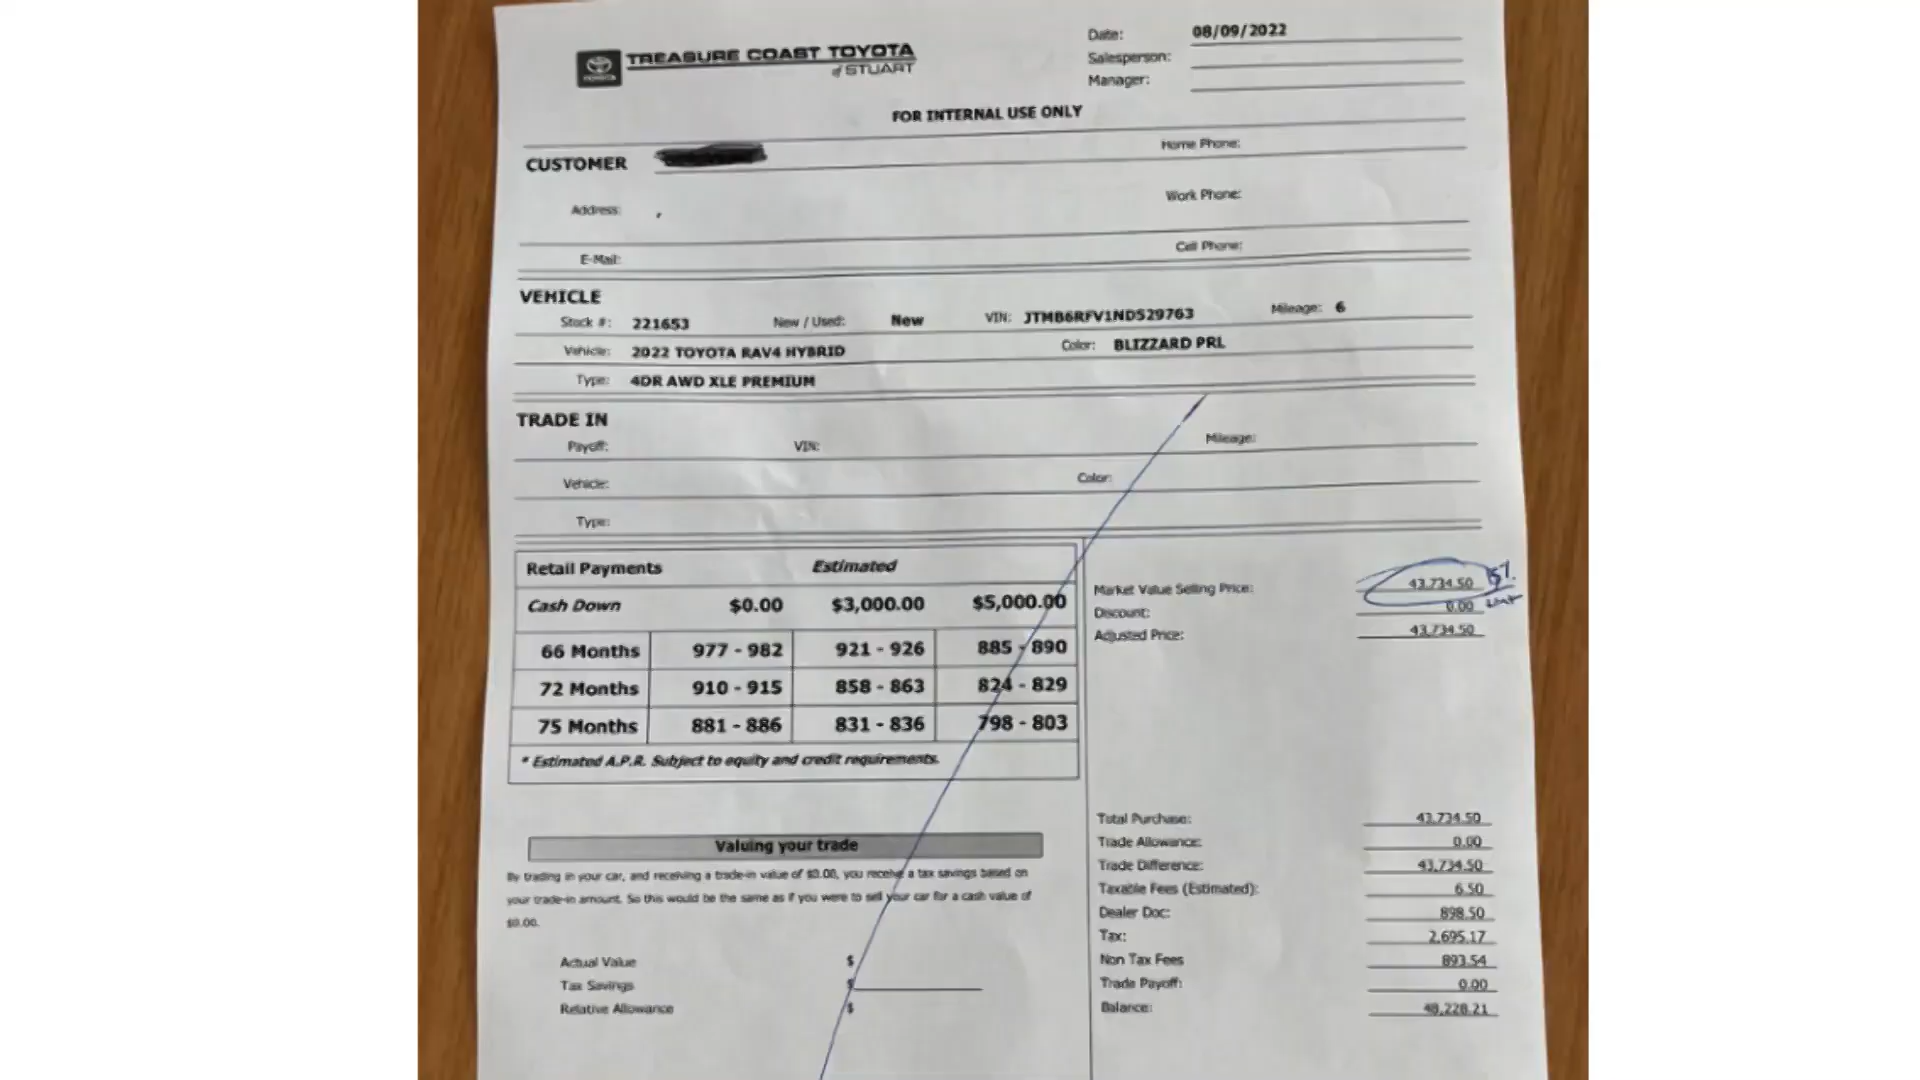 TREASURE COAST TOYOTA
of STUART
TOYOTA
Date: 08/09/2022
Salesperson:
Manager:
FOR INTERNAL USE ONLY
CUSTOMER
Home Phone:
Address: ,
Work Phone:
E-Mail:
Cell Phone:
VEHICLE
Stock #: 221653 New / Used: New VIN: JTMB6RFV1ND529763 Mileage: 6
Vehicle: 2022 TOYOTA RAV4 HYBRID Color: BLIZZARD PRL
Type: 4DR AWD XLE PREMIUM
TRADE IN
Payoff: VIN: Mileage:
Vehicle: Color:
Type:
Retail Payments Estimated
Cash Down $0.00 $3,000.00 $5,000.00
66 Months 977 - 982 921 - 926 885 - 890
72 Months 910 - 915 858 - 863 824 - 829
75 Months 881 - 886 831 - 836 798 - 803
* Estimated A.P.R. Subject to equity and credit requirements.
Market Value Selling Price: 43,734.50
Discount: 0.00
Adjusted Price: 43,734.50
Valuing your trade
By trading in your car, and receiving a trade-in value of $0.00, you receive a tax savings based on
your trade-in amount. So this would be the same as if you were to sell your car for a cash value of
$0.00.
Actual Value $
Tax Savings $
Relative Allowance $
Total Purchase: 43,734.50
Trade Allowance: 0.00
Trade Difference: 43,734.50
Taxable Fees (Estimated): 6.50
Dealer Doc: 898.50
Tax: 2,695.17
Non Tax Fees 893.54
Trade Payoff: 0.00
Balance: 48,228.21